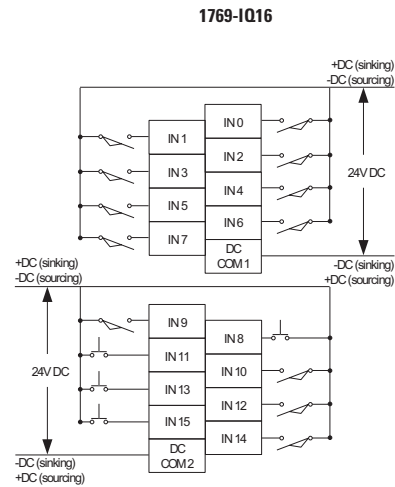 1769-IQ16
+DC (sinking)
-DC (sourcing)
IN 0
IN 1
IN 2
IN 3
24V DC
IN 4
IN 5
IN 6
IN 7
DC
COM 1
+DC (sinking)
-DC (sourcing)
-DC (sinking)
+DC (sourcing)
IN 9
IN 8
IN 11
24V DC
IN 10
IN 13
IN 12
IN 15
IN 14
DC
COM 2
-DC (sinking)
+DC (sourcing)